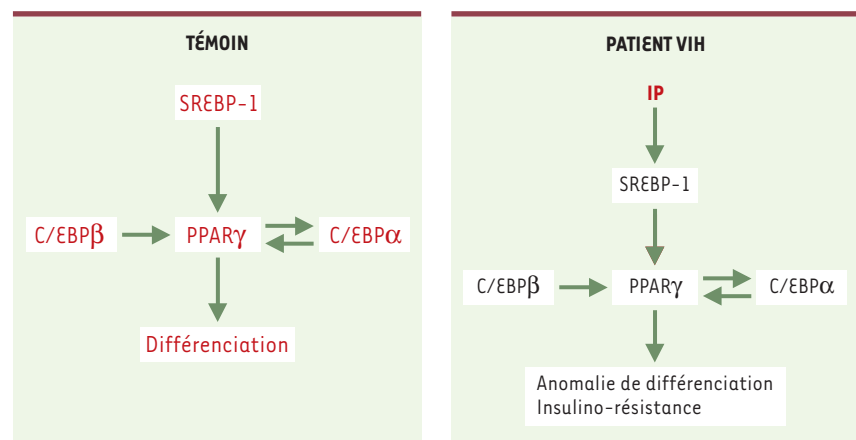 TÉMOIN
SREBP-1
C/EBPβ
PPARγ
C/EBPα
Différenciation
PATIENT VIH
IP
SREBP-1
C/EBPβ
PPARγ
C/EBPα
Anomalie de différenciation
Insulino-résistance